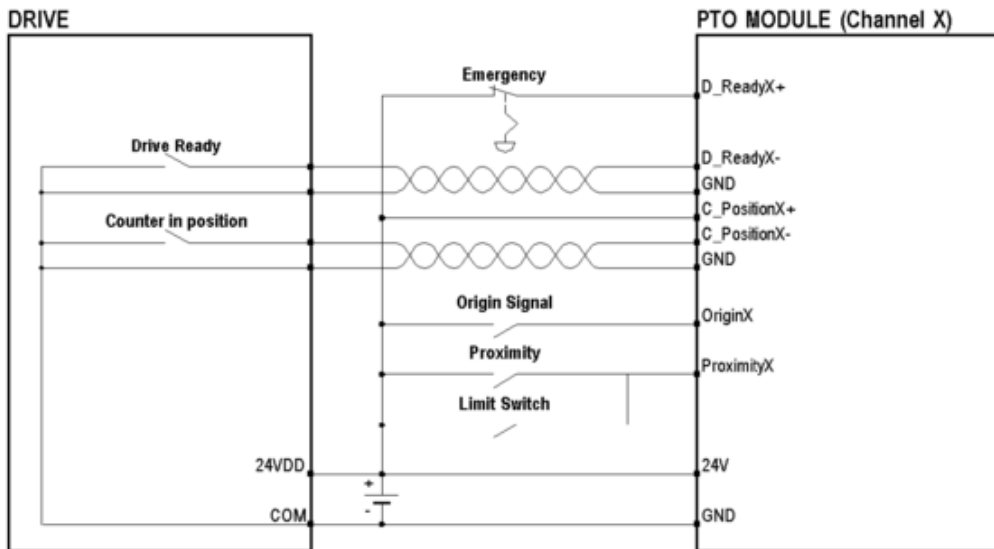 DRIVE
PTO MODULE (Channel X)
Emergency
D_ReadyX+
Drive Ready
D_ReadyX-
GND
C_PositionX+
Counter in position
C_PositionX-
GND
Origin Signal
OriginX
Proximity
ProximityX
Limit Switch
24VDD
24V
+
-
COM
GND